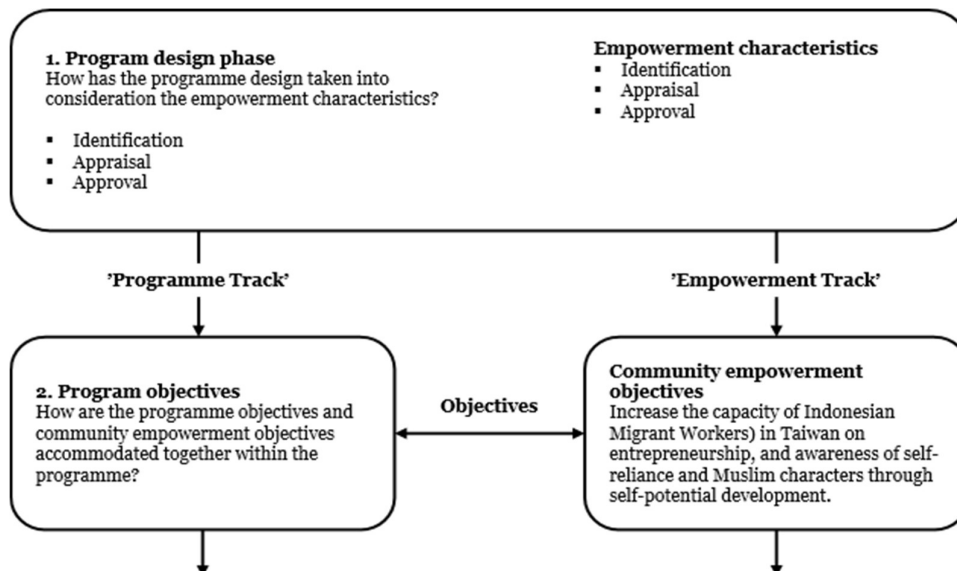 1. Program design phase
How has the programme design taken into
consideration the empowerment characteristics?
▪ Identification
▪ Appraisal
▪ Approval
Empowerment characteristics
▪ Identification
▪ Appraisal
▪ Approval
’Programme Track’
’Empowerment Track’
2. Program objectives
How are the programme objectives and
community empowerment objectives
accommodated together within the
programme?
Objectives
Community empowerment
objectives
Increase the capacity of Indonesian
Migrant Workers) in Taiwan on
entrepreneurship, and awareness of self-
reliance and Muslim characters through
self-potential development.